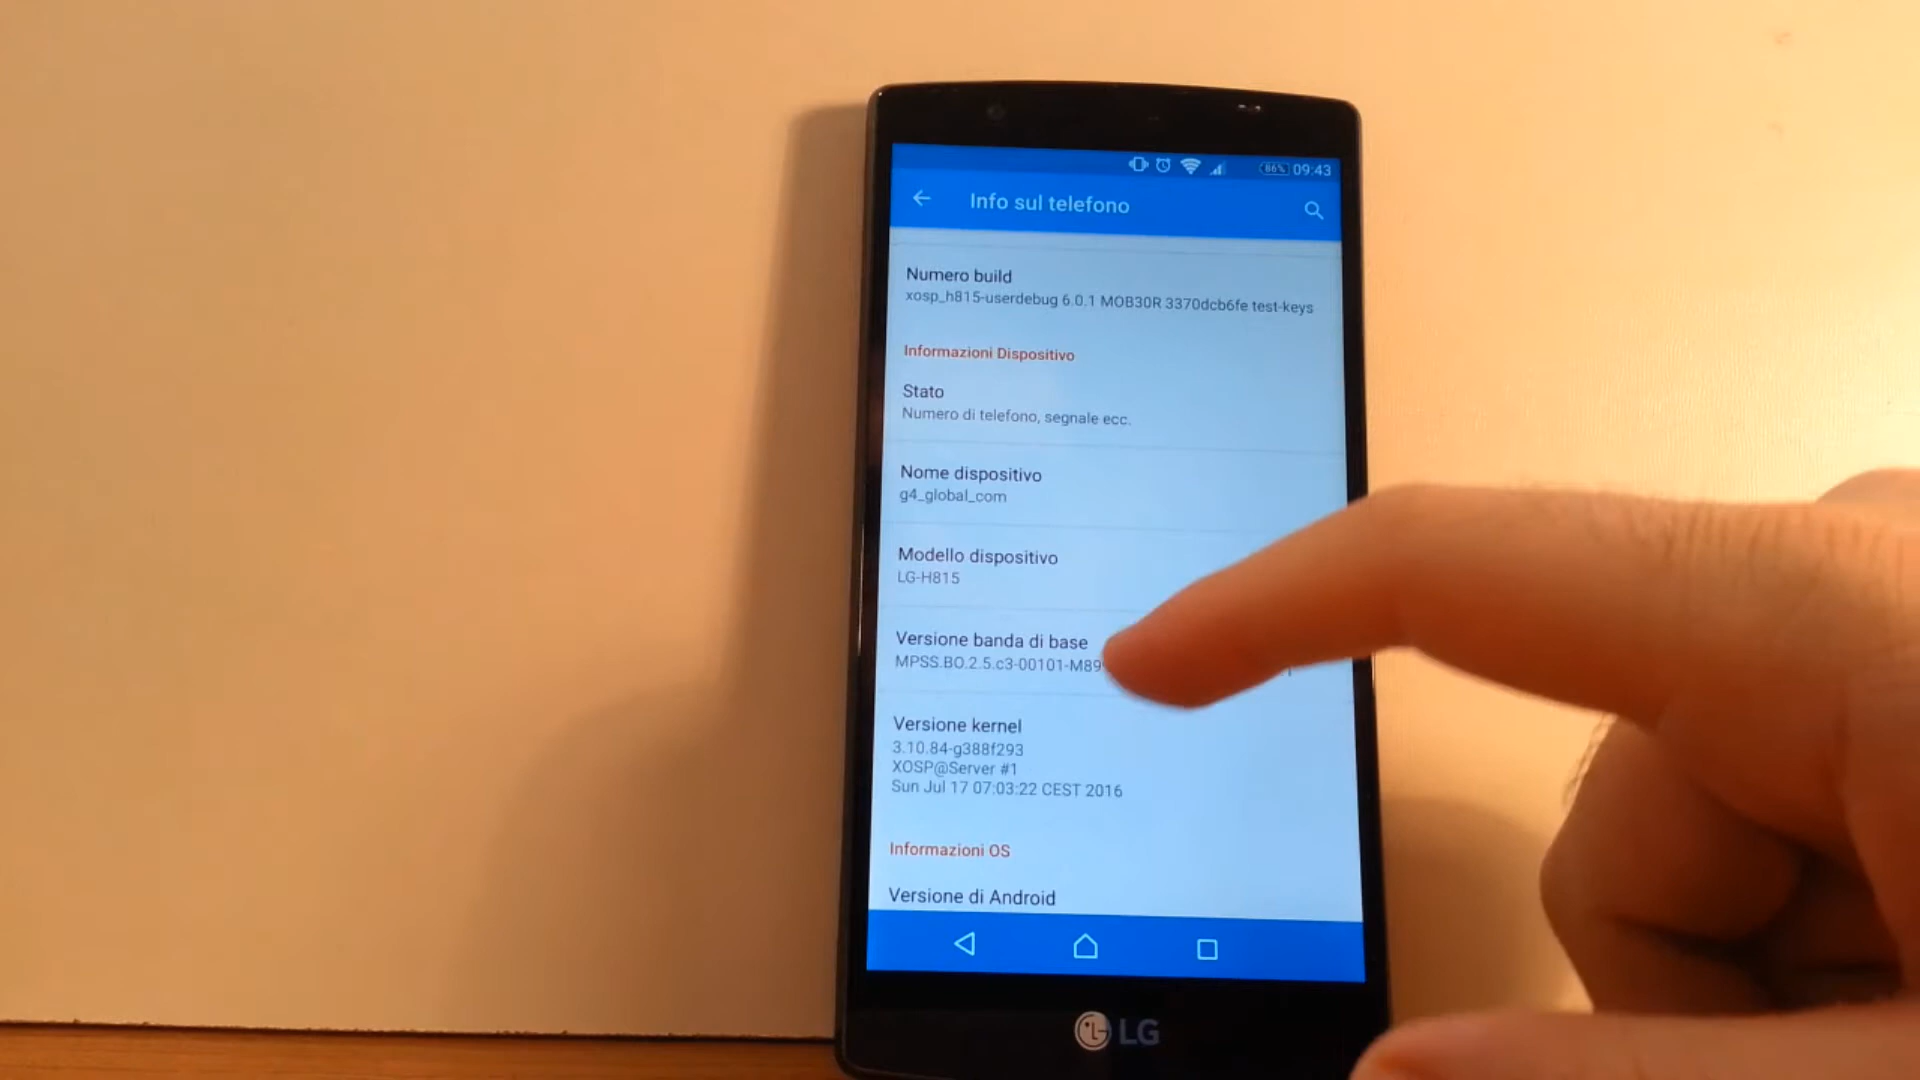 86% 09:43
Info sul telefono
Numero build
xosp_h815-userdebug 6.0.1 MOB30R 3370dcb6fe test-keys
Informazioni Dispositivo
Stato
Numero di telefono, segnale ecc.
Nome dispositivo
g4_global_com
Modello dispositivo
LG-H815
Versione banda di base
MPSS.BO.2.5.c3-00101-M89
Versione kernel
3.10.84-g388f293
XOSP@Server #1
Sun Jul 17 07:03:22 CEST 2016
Informazioni OS
Versione di Android
LG